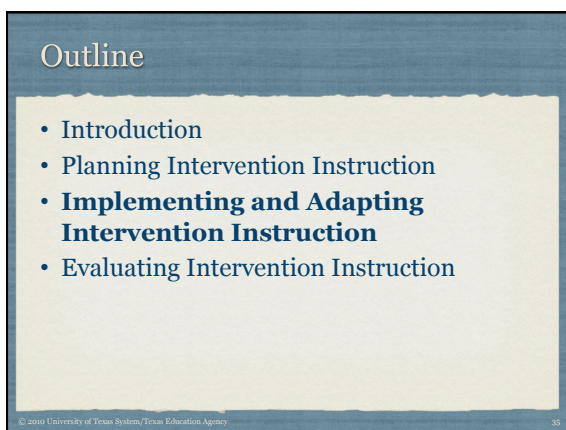 Outline
• Introduction
• Planning Intervention Instruction
• Implementing and Adapting
Intervention Instruction
• Evaluating Intervention Instruction
© 2010 University of Texas System/Texas Education Agency
35